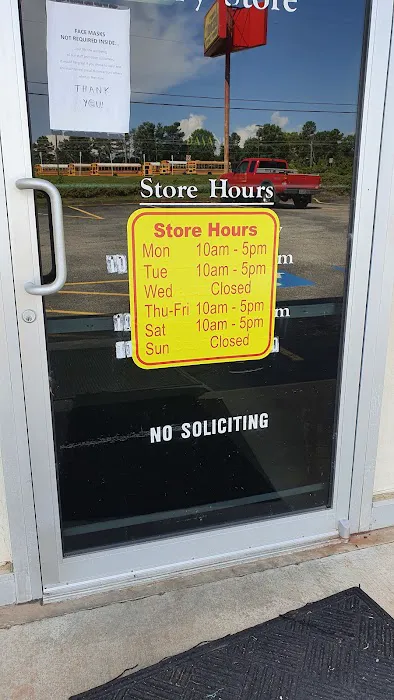 Store
FACE MASKS
NOT REQUIRED INSIDE...
THANK
YOU!
Store Hours
Store Hours
Mon 10am - 5pm
Tue 10am - 5pm
Wed Closed
Thu-Fri 10am - 5pm
Sat 10am - 5pm
Sun Closed
m
m
NO SOLICITING